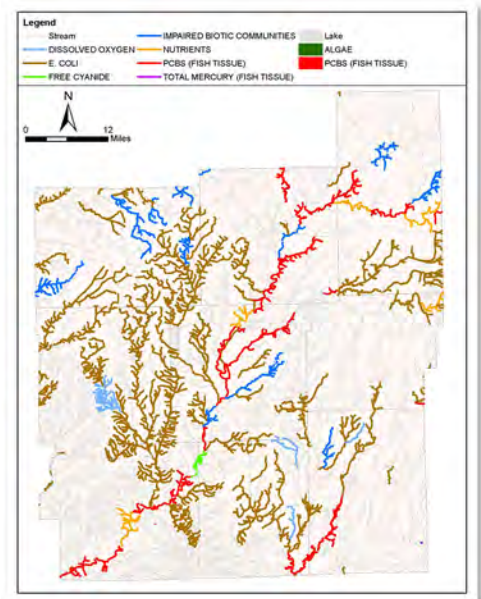 Legend
Stream
IMPAIRED BIOTIC COMMUNITIES
Lake
DISSOLVED OXYGEN
NUTRIENTS
ALGAE
E. COLI
PCBS (FISH TISSUE)
PCBS (FISH TISSUE)
FREE CYANIDE
TOTAL MERCURY (FISH TISSUE)
N
0 12
Miles